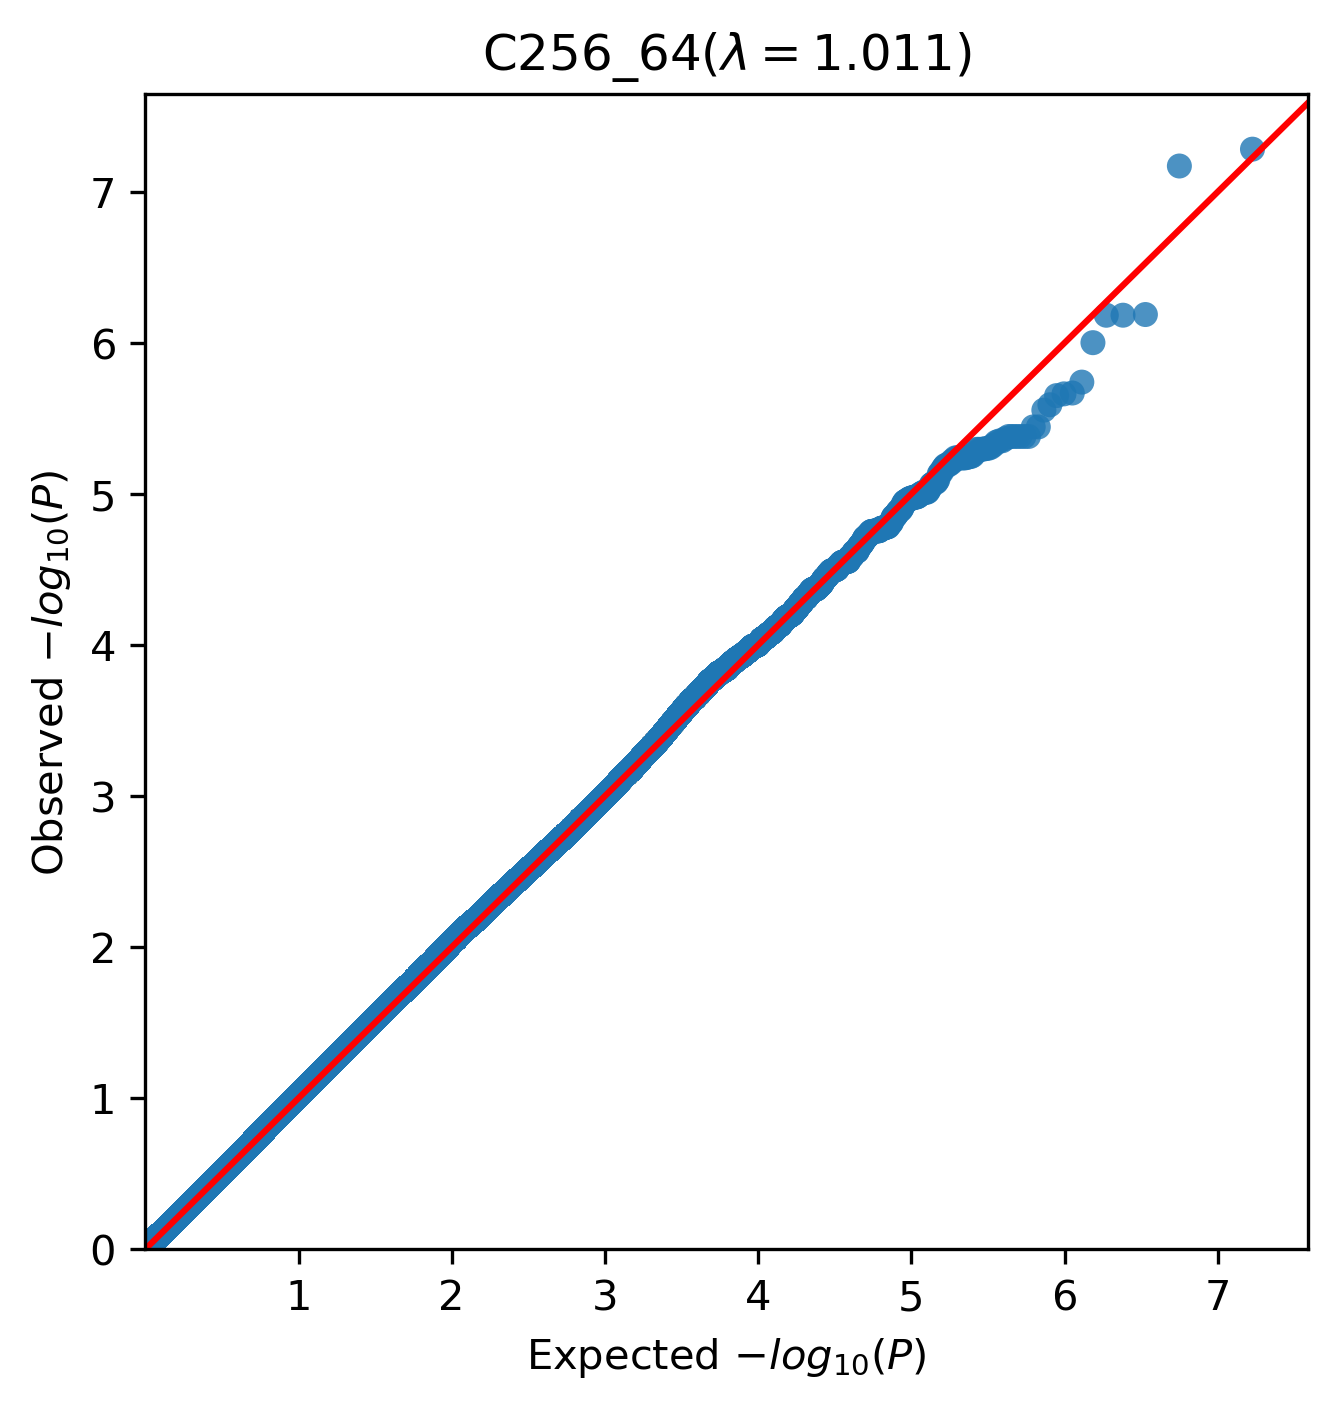 C256_64(λ = 1.011)
Observed −log10(P)
7
6
5
4
3
2
1
0
1 2 3 4 5 6 7
Expected −log10(P)